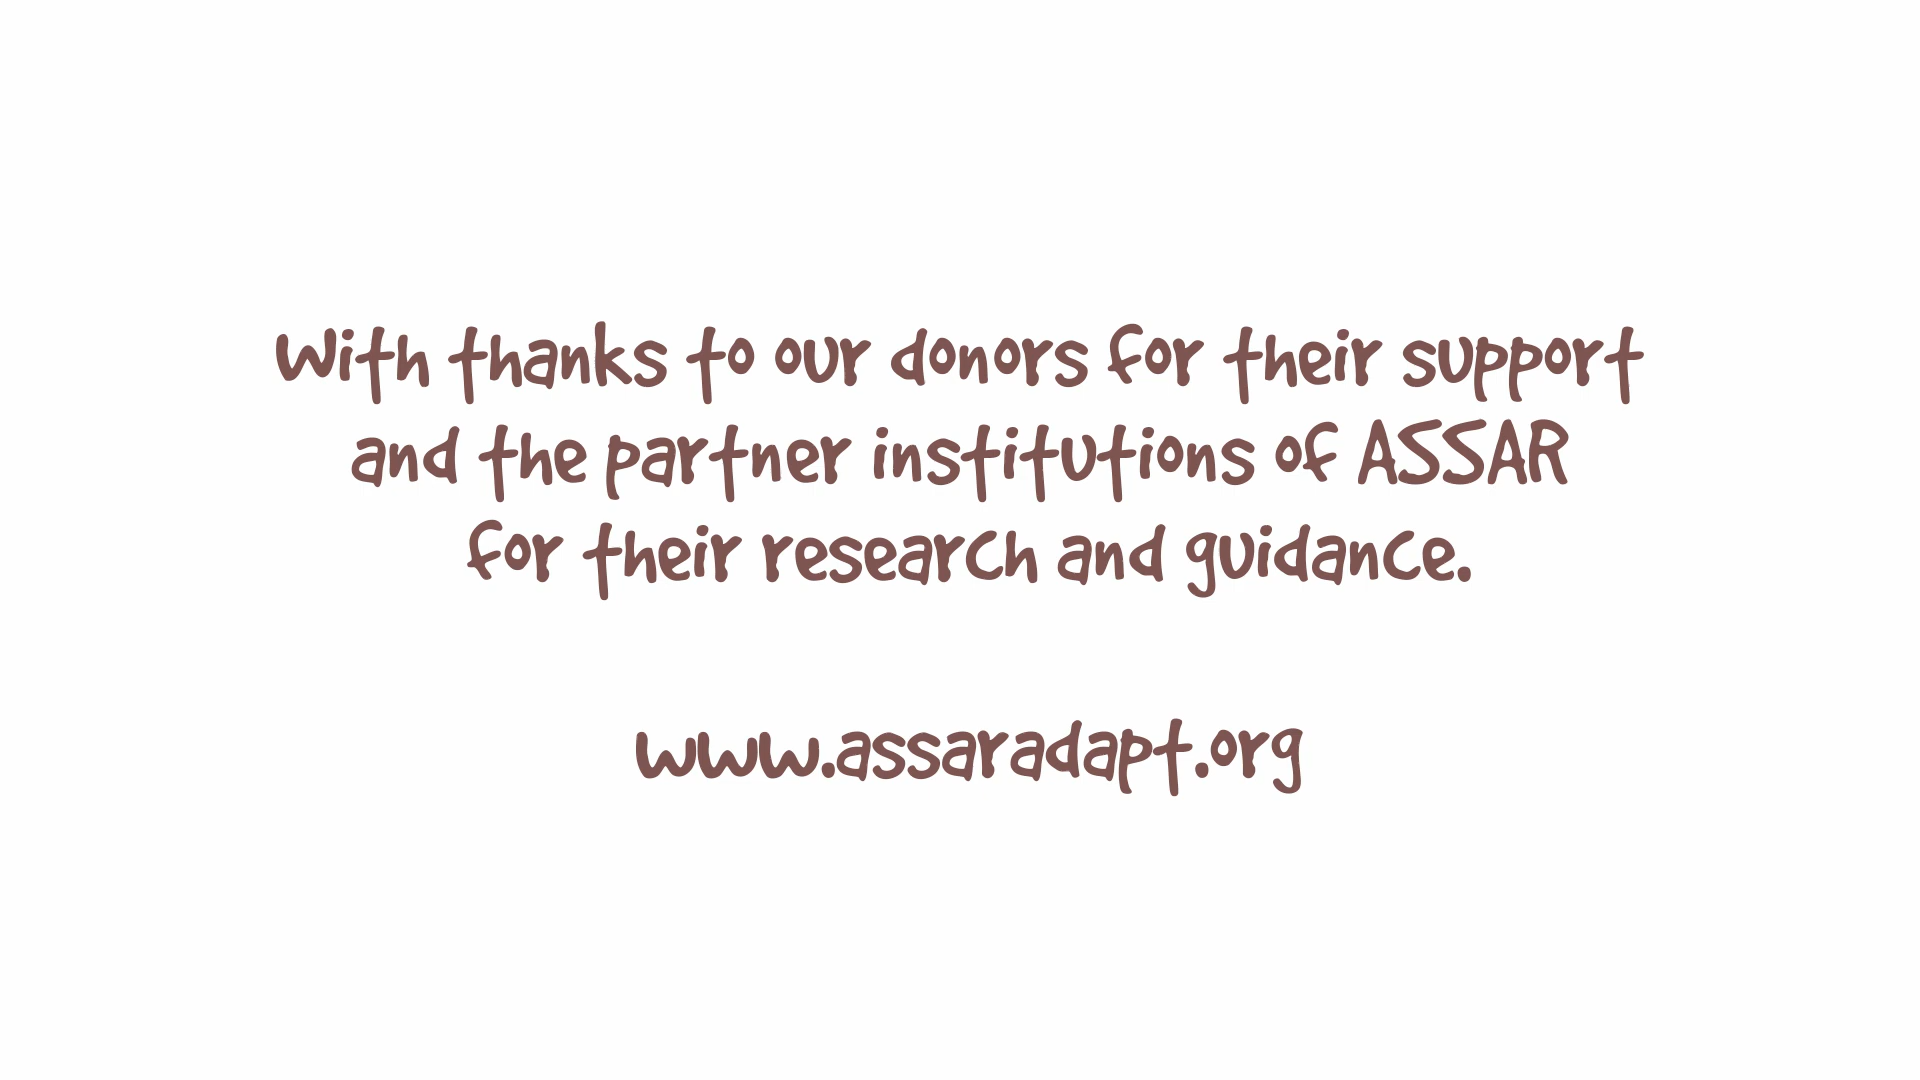 With thanks to our donors for their support
and the partner institutions of ASSAR
for their research and guidance.
www.assaradapt.org